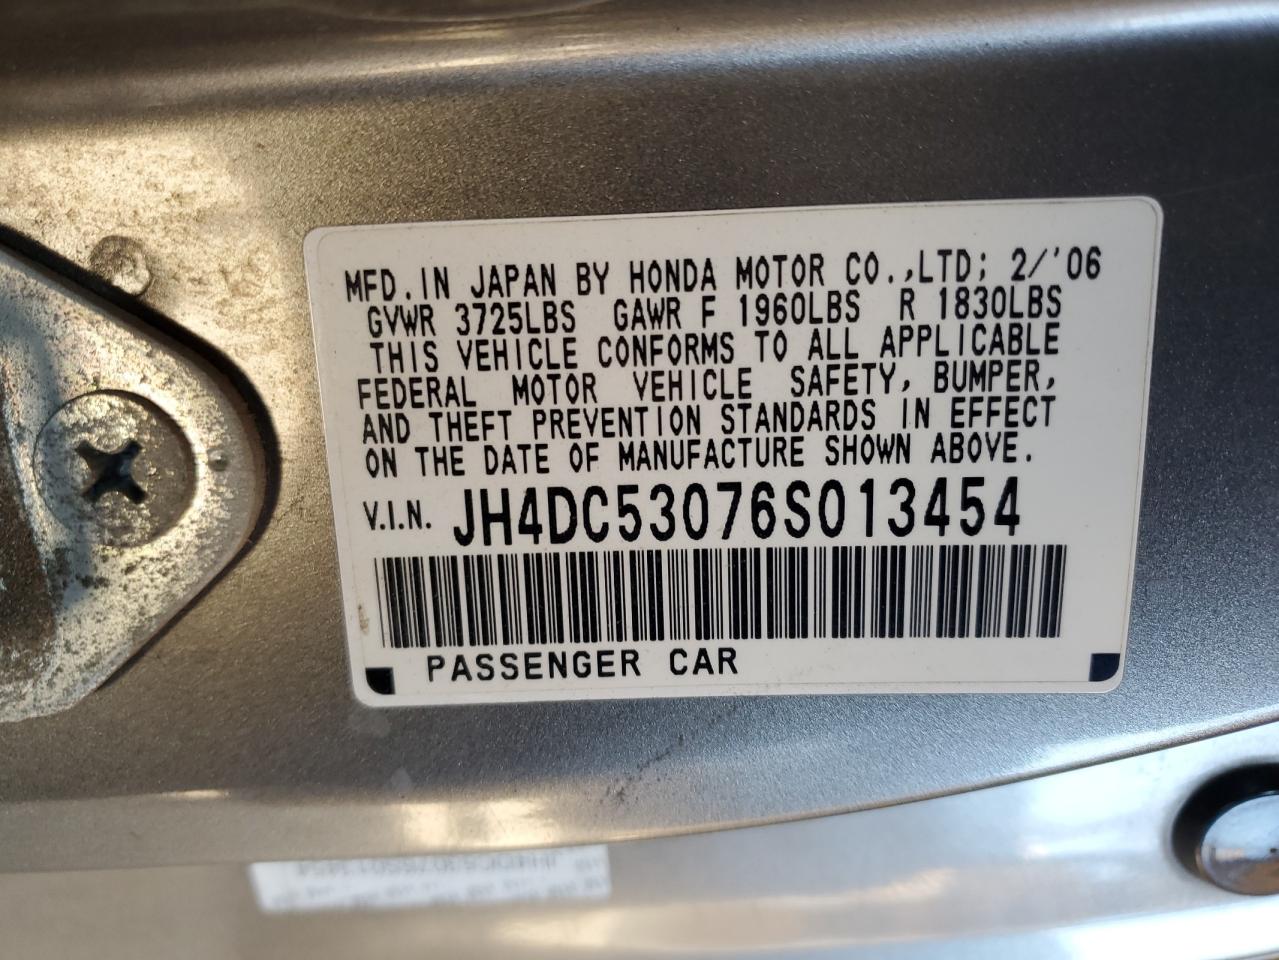 MFD. IN JAPAN BY HONDA MOTOR CO.,LTD; 2/'06
GVWR 3725LBS GAWR F 1960LBS R 1830LBS
THIS VEHICLE CONFORMS TO ALL APPLICABLE
FEDERAL MOTOR VEHICLE SAFETY, BUMPER,
AND THEFT PREVENTION STANDARDS IN EFFECT
ON THE DATE OF MANUFACTURE SHOWN ABOVE.
V.I.N. JH4DC53076S013454
PASSENGER CAR
JH4DC53076S013454